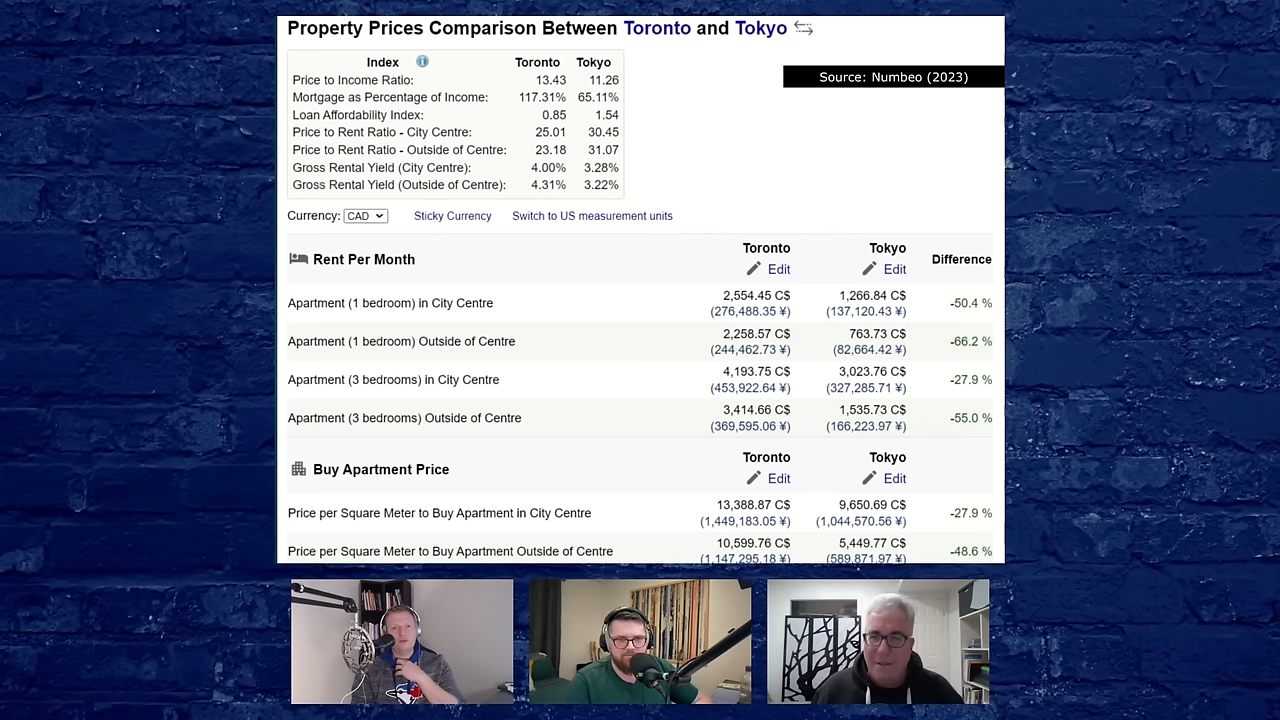 Property Prices Comparison Between Toronto and Tokyo
Source: Numbeo (2023)
Index Toronto Tokyo
Price to Income Ratio: 13.43 11.26
Mortgage as Percentage of Income: 117.31% 65.11%
Loan Affordability Index: 0.85 1.54
Price to Rent Ratio - City Centre: 25.01 30.45
Price to Rent Ratio - Outside of Centre: 23.18 31.07
Gross Rental Yield (City Centre): 4.00% 3.28%
Gross Rental Yield (Outside of Centre): 4.31% 3.22%
Currency: CAD Sticky Currency Switch to US measurement units
Rent Per Month Toronto Edit Tokyo Edit Difference
Apartment (1 bedroom) in City Centre 2,554.45 C$ 1,266.84 C$ -50.4 %
(276,488.35 ¥) (137,120.43 ¥)
Apartment (1 bedroom) Outside of Centre 2,258.57 C$ 763.73 C$ -66.2 %
(244,462.73 ¥) (82,664.42 ¥)
Apartment (3 bedrooms) in City Centre 4,193.75 C$ 3,023.76 C$ -27.9 %
(453,922.64 ¥) (327,285.71 ¥)
Apartment (3 bedrooms) Outside of Centre 3,414.66 C$ 1,535.73 C$ -55.0 %
(369,595.06 ¥) (166,223.97 ¥)
Buy Apartment Price Toronto Edit Tokyo Edit
Price per Square Meter to Buy Apartment in City Centre 13,388.87 C$ 9,650.69 C$ -27.9 %
(1,449,183.05 ¥) (1,044,570.56 ¥)
Price per Square Meter to Buy Apartment Outside of Centre 10,599.76 C$ 5,449.77 C$ -48.6 %
(1,147,295.18 ¥) (589,871.97 ¥)